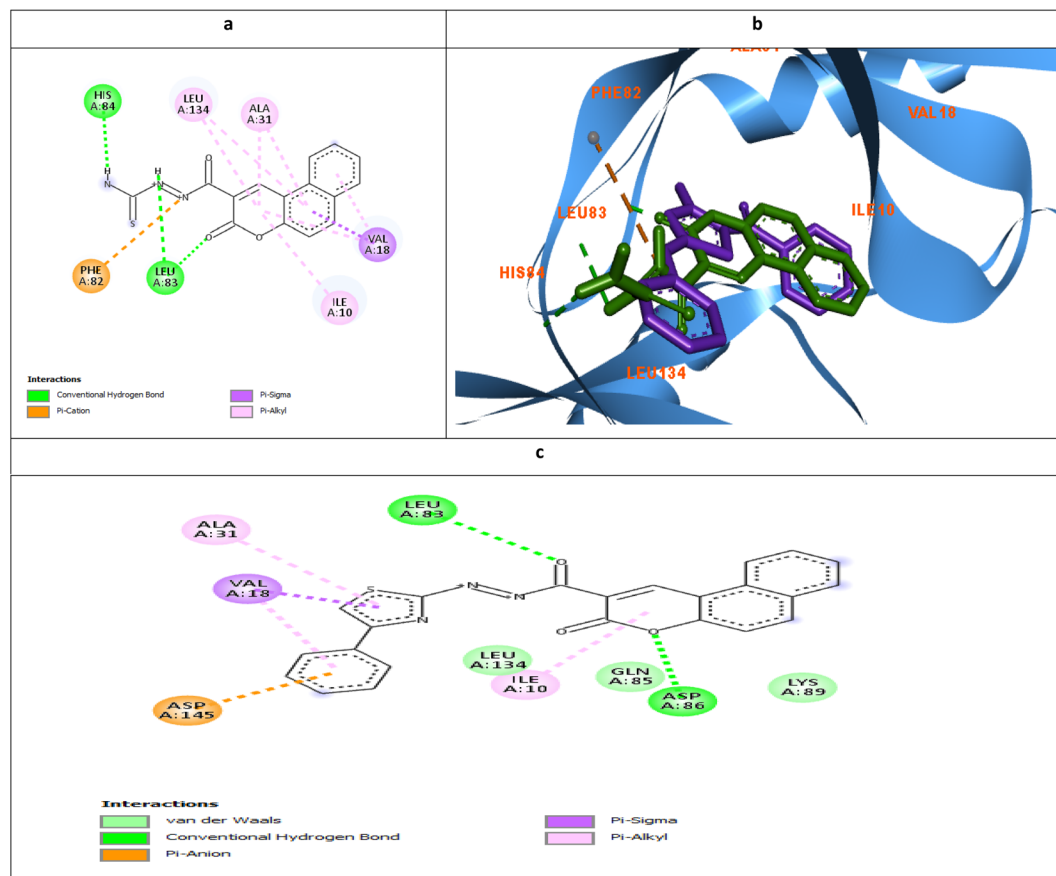 a
b
HIS
A:84
LEU
A:134
ALA
A:31
H
H
O
N
N
N
S
O
O
PHE
A:82
LEU
A:83
VAL
A:18
ILE
A:10
Interactions
Conventional Hydrogen Bond
Pi-Cation
Pi-Sigma
Pi-Alkyl
PHE82
VAL18
LEU83
ILE10
HIS84
LEU134
c
LEU
A:83
ALA
A:31
VAL
A:18
S
N
N
N
O
O
O
LEU
A:134
ILE
A:10
GLN
A:85
ASP
A:86
LYS
A:89
ASP
A:145
Interactions
van der Waals
Conventional Hydrogen Bond
Pi-Anion
Pi-Sigma
Pi-Alkyl